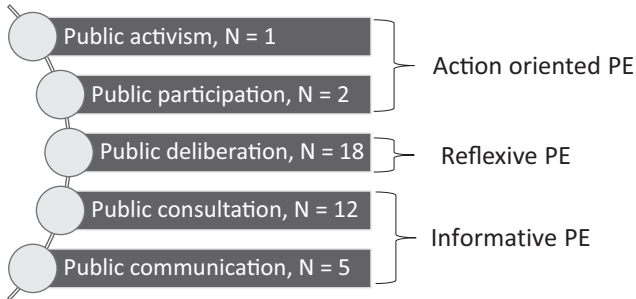 Public activism, N = 1
Public participation, N = 2
Action oriented PE
Public deliberation, N = 18
Reflexive PE
Public consultation, N = 12
Informative PE
Public communication, N = 5